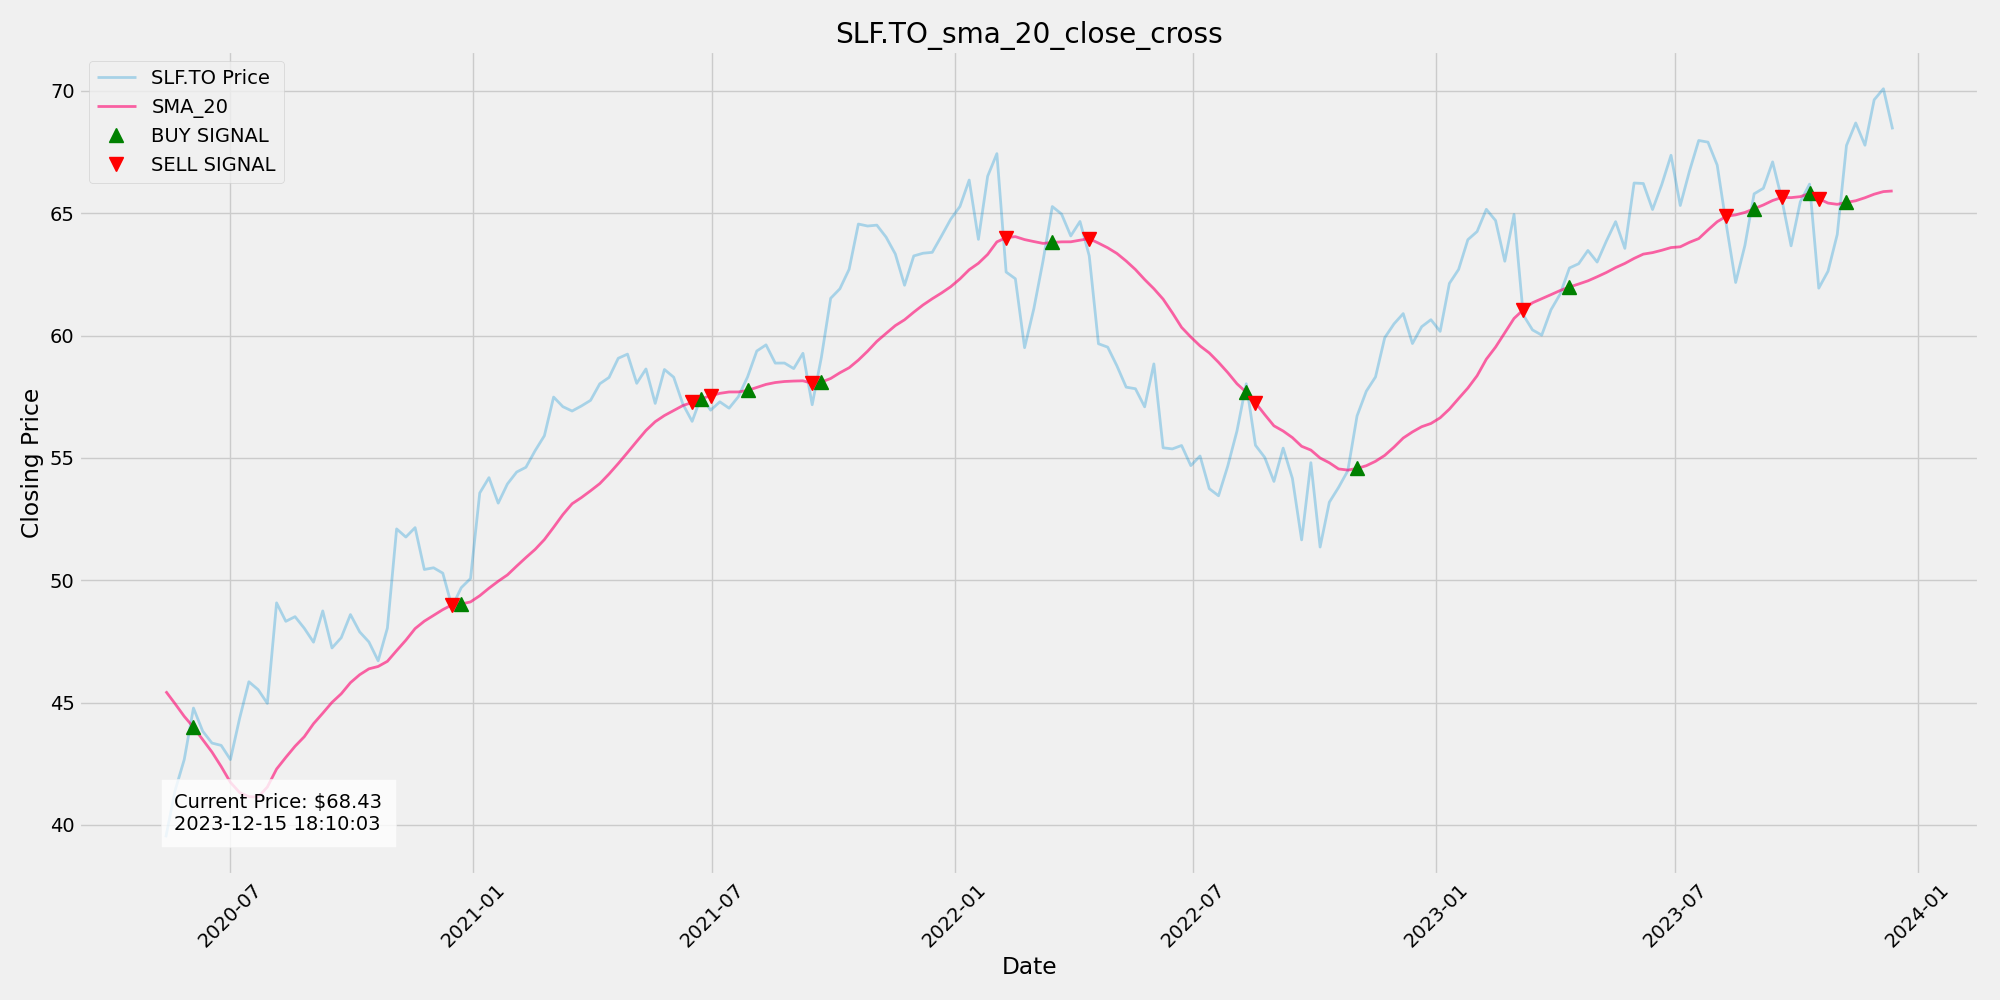 SLF.TO_sma_20_close_cross
SLF.TO Price
SMA_20
BUY SIGNAL
SELL SIGNAL
Closing Price
70
65
60
55
50
45
40
Current Price: $68.43
2023-12-15 18:10:03
2020-07
2021-01
2021-07
2022-01
2022-07
2023-01
2023-07
2024-01
Date